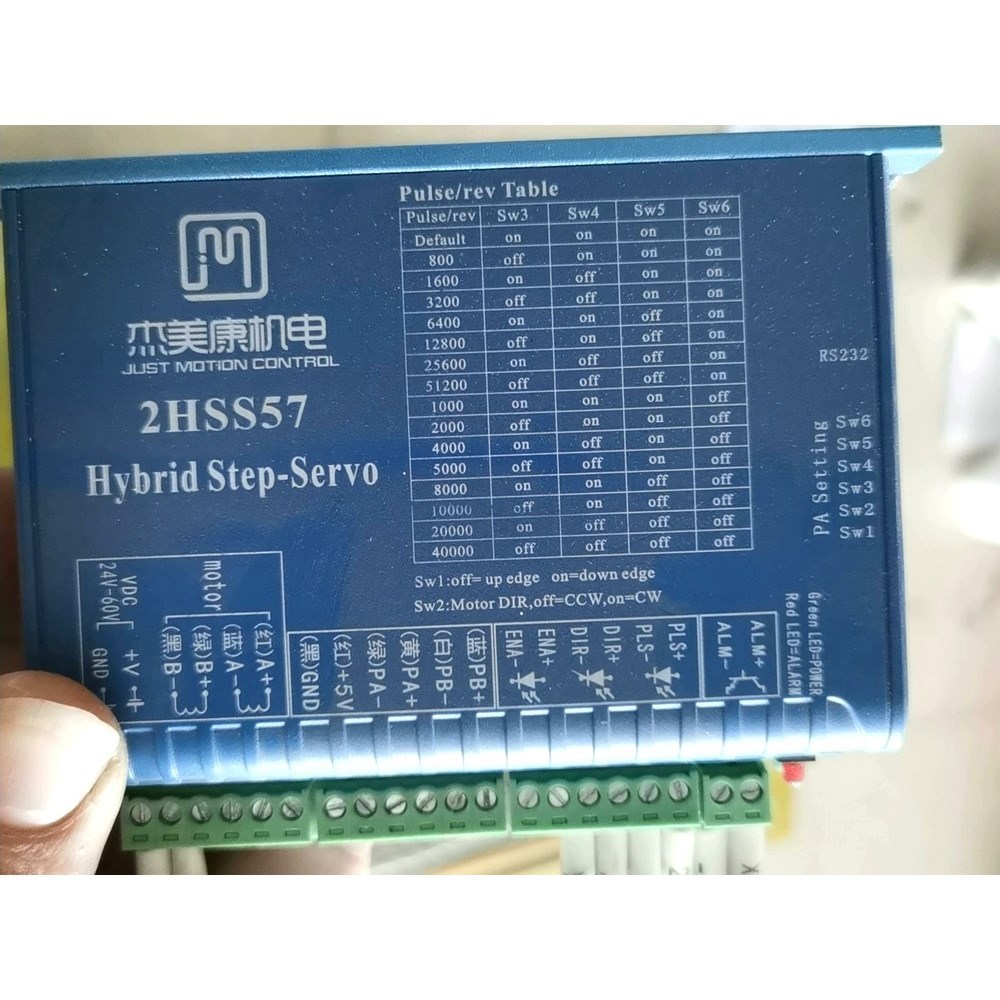 杰美康机电
JUST MOTION CONTROL
2HSS57
Hybrid Step-Servo
Pulse/rev Table
Pulse/rev Sw3 Sw4 Sw5 Sw6
Default on on on on
800 off on on on
1600 on off on on
3200 off off on on
6400 on on off on
12800 off on off on
25600 on off off on
51200 off off off on
1000 on on on off
2000 off on on off
4000 on off on off
5000 off off on off
8000 on on off off
10000 off on off off
20000 on off off off
40000 off off off off
Sw1:off= up edge on=down edge
Sw2:Motor DIR,off=CCW,on=CW
RS232
PA Setting
Sw6
Sw5
Sw4
Sw3
Sw2
Sw1
VDC
24V-60V
GND
+V
motor
(黑)B-
(绿)B+
(蓝)A-
(红)A+
(黑)GND
(红)+5V
(绿)PA-
(黄)PA+
(白)PB-
(蓝)PB+
ENA-
ENA+
DIR-
DIR+
PLS-
PLS+
ALM-
ALM+
Red LED=ALARM
Green LED=POWER